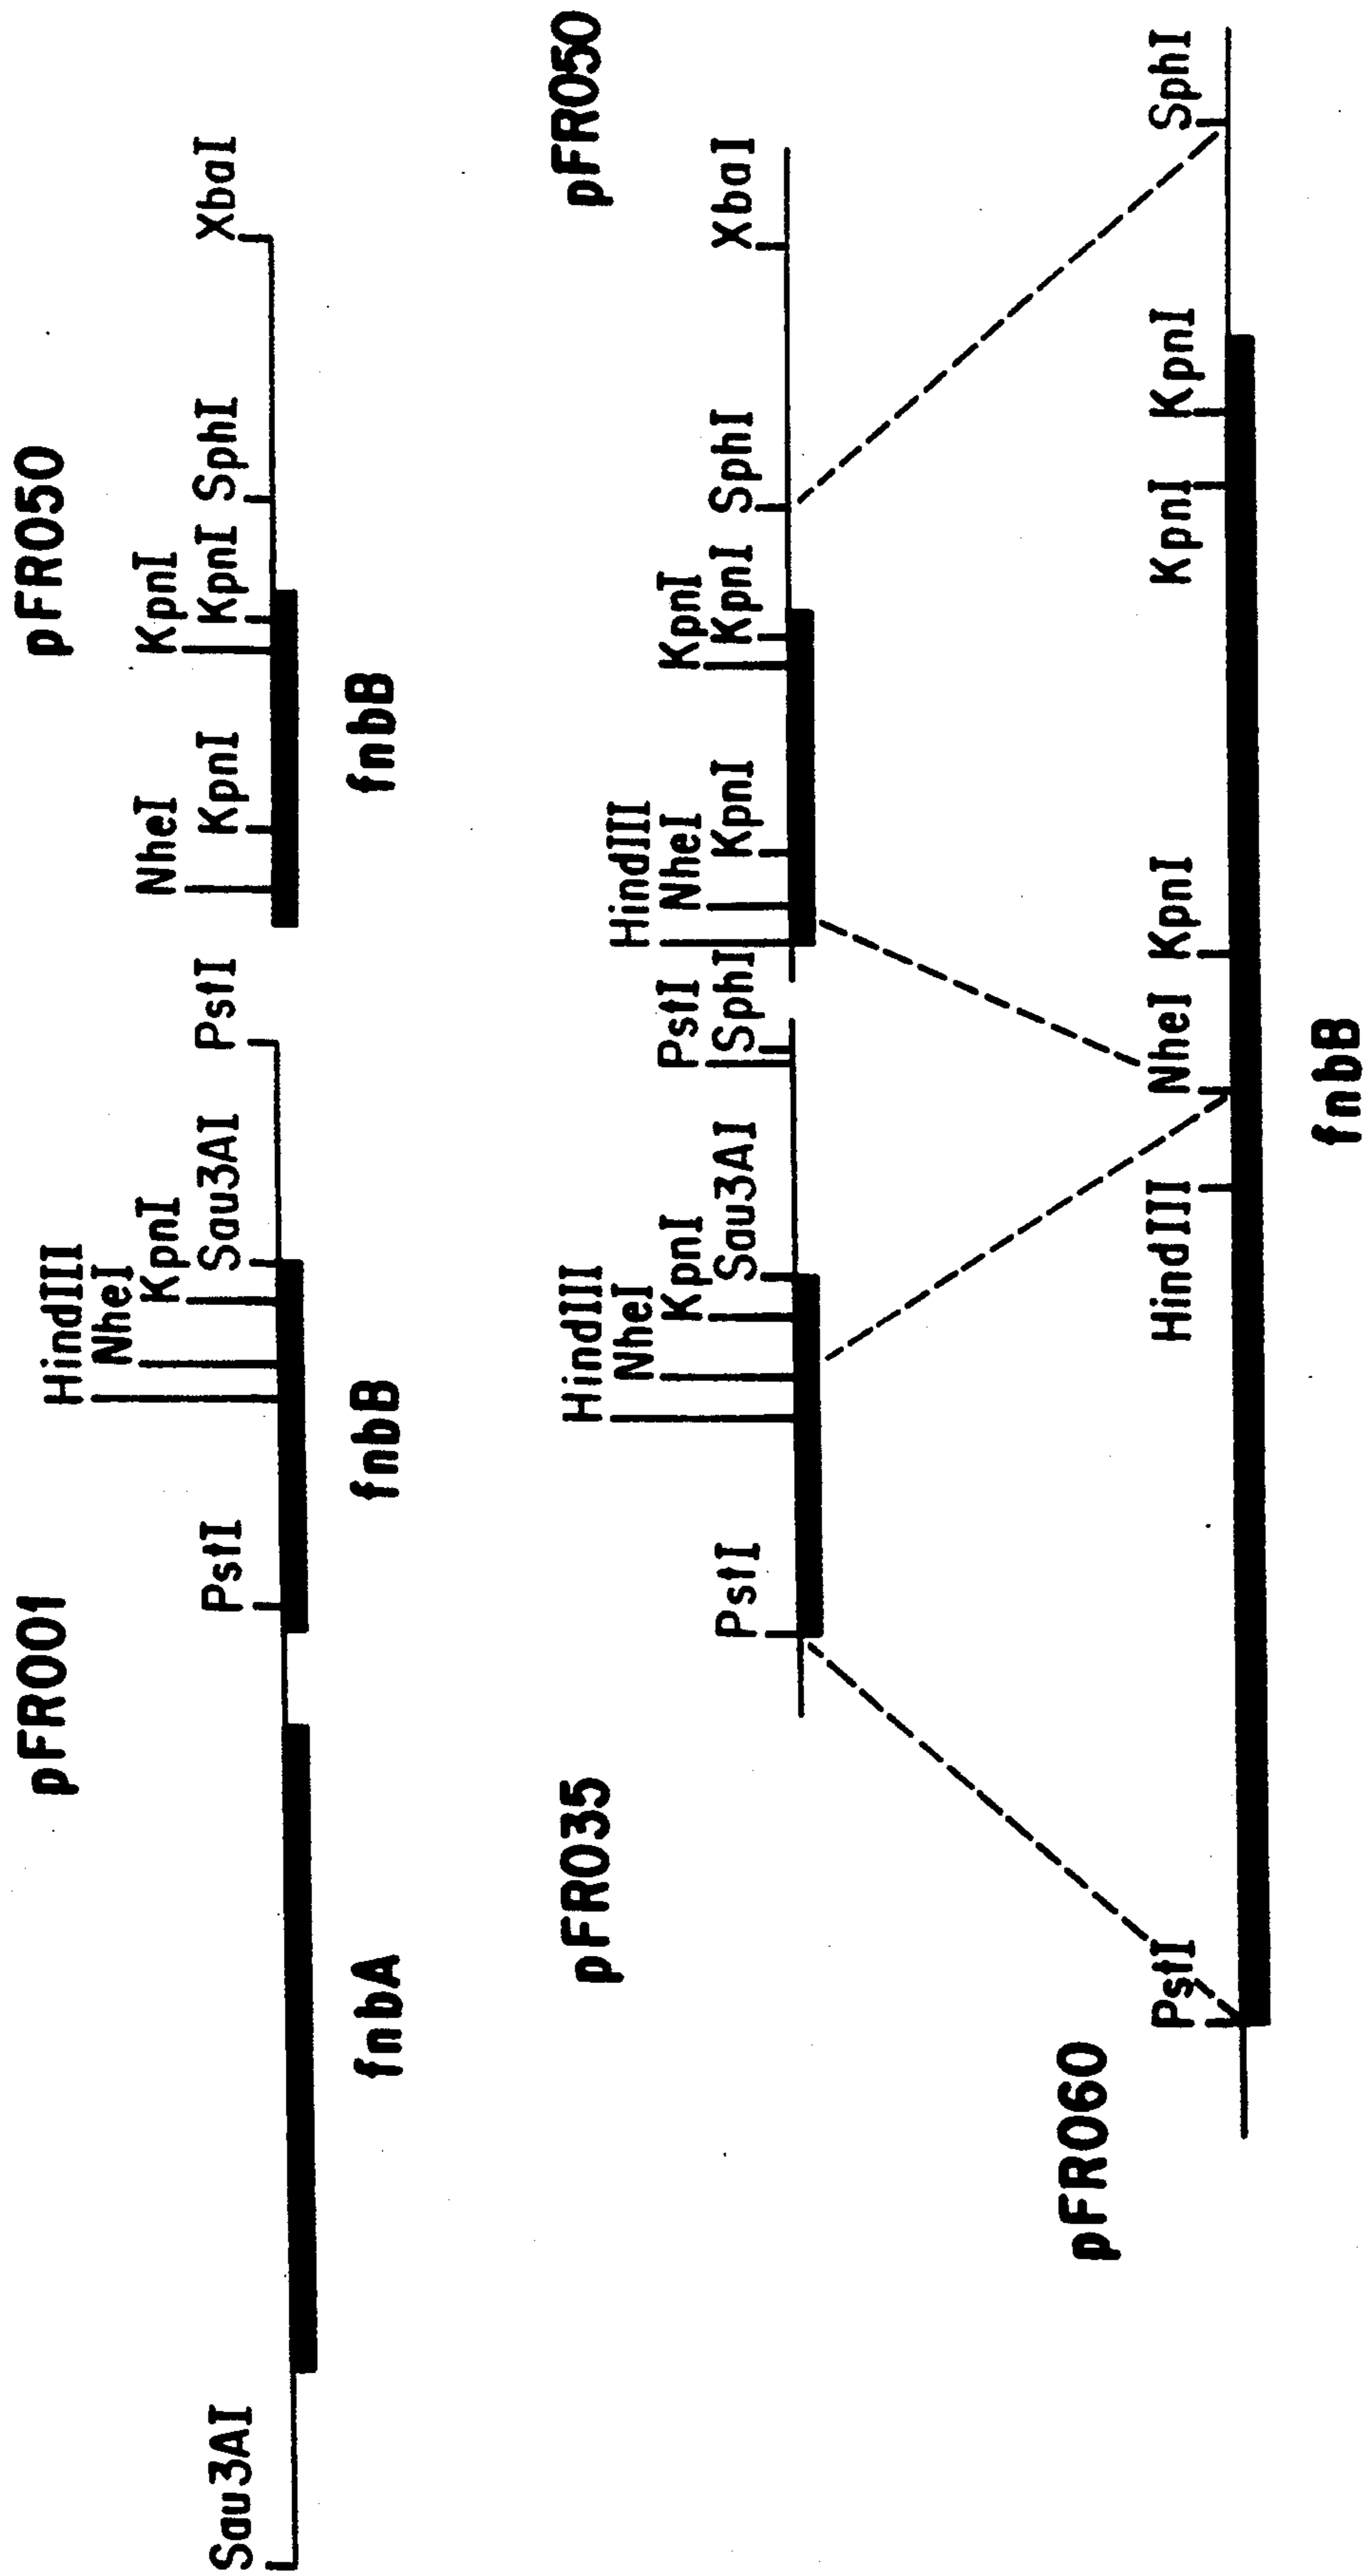 pFR001 pFR050
HindIII
NheI
KpnI NheI KpnI
Sau3AI PstI Sau3AI PstI KpnI KpnI SphI XbaI
fnbA fnbB fnbB
pFR035 pFR050
HindIII
NheI HindIII
KpnI PstI NheI KpnI
PstI Sau3AI SphI KpnI KpnI SphI XbaI
pFR060
PstI HindIII NheI KpnI KpnI KpnI SphI
fnbB